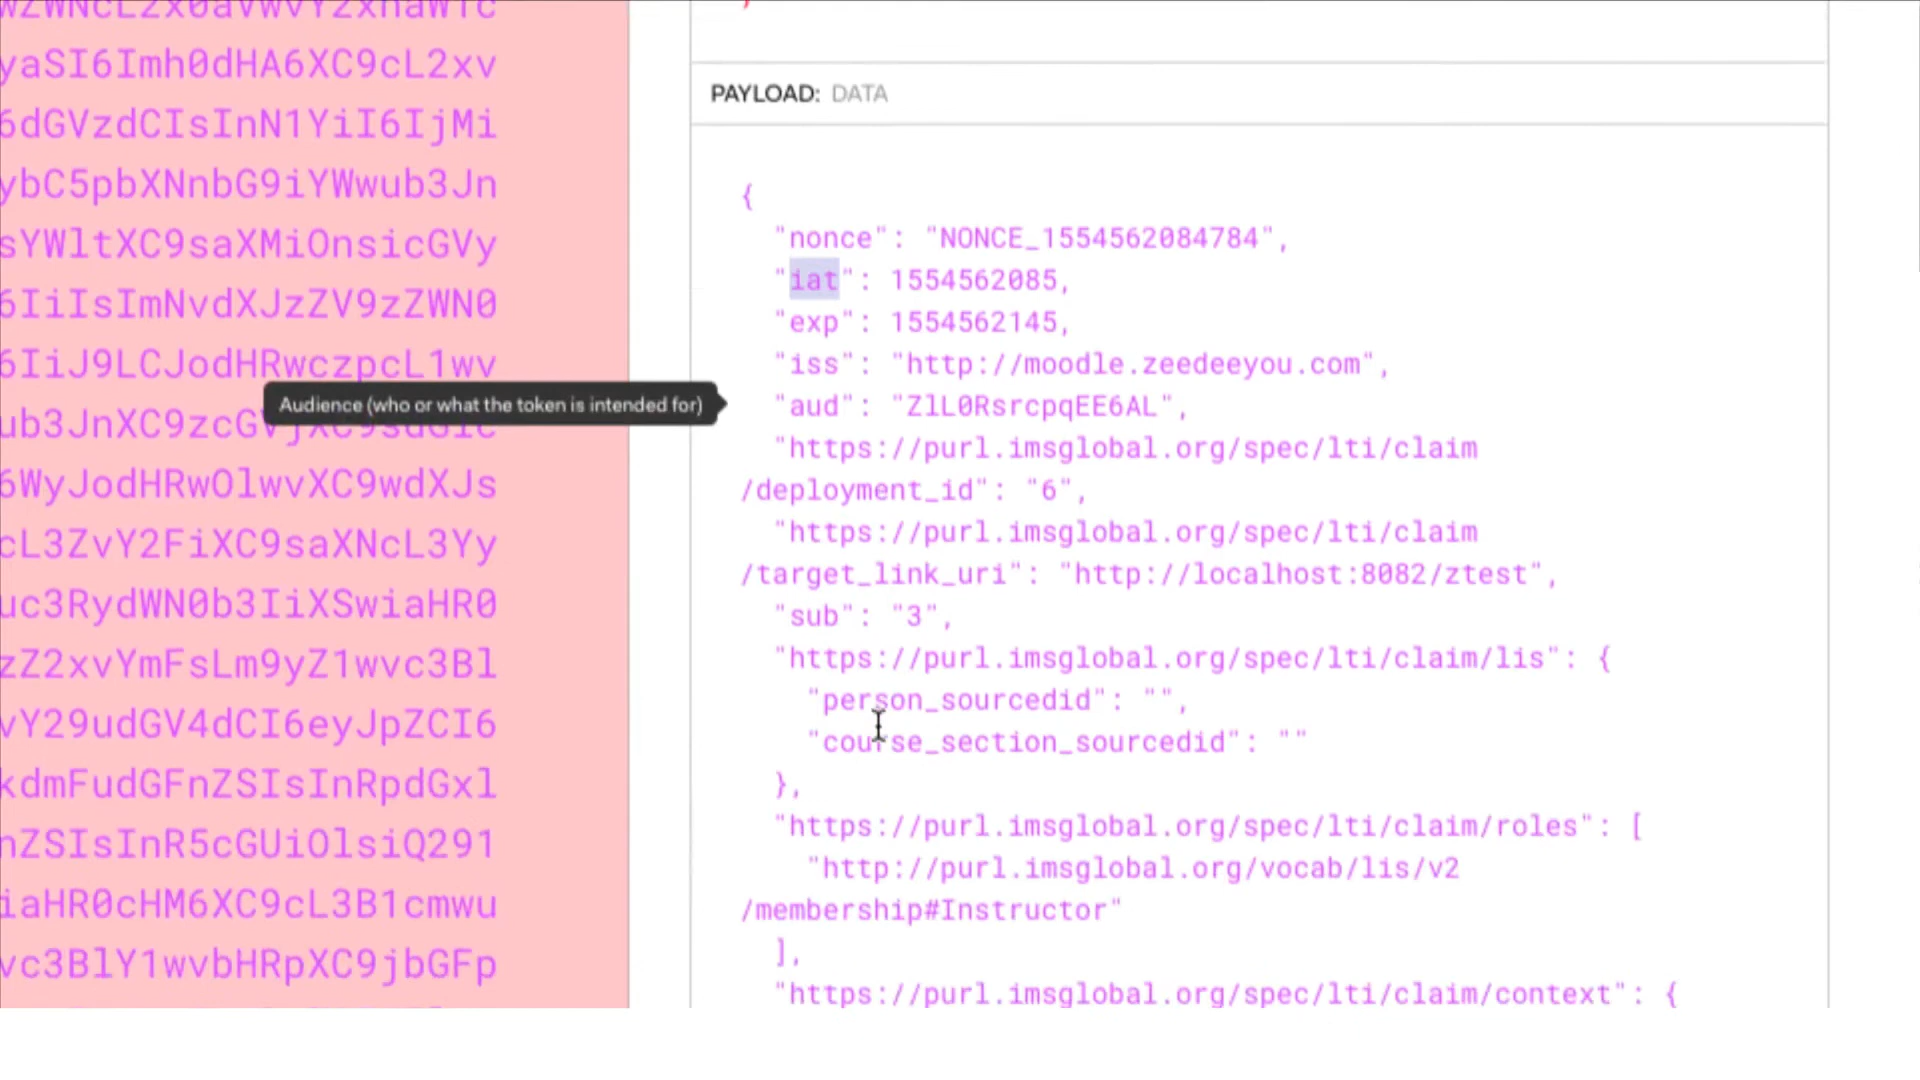 yaSI6Imh0dHA6XC9cL2xv
6dGVzdCIsInN1YiI6IjMi
ybC5pbXNnbG9iYWwub3Jn
sYWltXC9saXMiOnsicGVy
6IiIsImNvdXJzZV9zZWN0
6IiJ9LCJodHRwczpcL1wv
6WyJodHRwOlwvXC9wdXJs
cL3ZvY2FiXC9saXNcL3Yy
uc3RydWN0b3IiXSwiaHR0
zZ2xvYmFsLm9yZ1wvc3Bl
vY29udGV4dCI6eyJpZCI6
kdmFudGFnZSIsInRpdGxl
nZSIsInR5cGUiOlsiQ291
iaHR0cHM6XC9cL3B1cmwu
vc3BlY1wvbHRpXC9jbGFp
Audience (who or what the token is intended for)
PAYLOAD: DATA
{
"nonce": "NONCE_1554562084784",
"iat": 1554562085,
"exp": 1554562145,
"iss": "http://moodle.zeedeeyou.com",
"aud": "ZlL0RsrcpqEE6AL",
"https://purl.imsglobal.org/spec/lti/claim
/deployment_id": "6",
"https://purl.imsglobal.org/spec/lti/claim
/target_link_uri": "http://localhost:8082/ztest",
"sub": "3",
"https://purl.imsglobal.org/spec/lti/claim/lis": {
"person_sourcedid": "",
"course_section_sourcedid": ""
},
"https://purl.imsglobal.org/spec/lti/claim/roles": [
"http://purl.imsglobal.org/vocab/lis/v2
/membership#Instructor"
],
"https://purl.imsglobal.org/spec/lti/claim/context": {